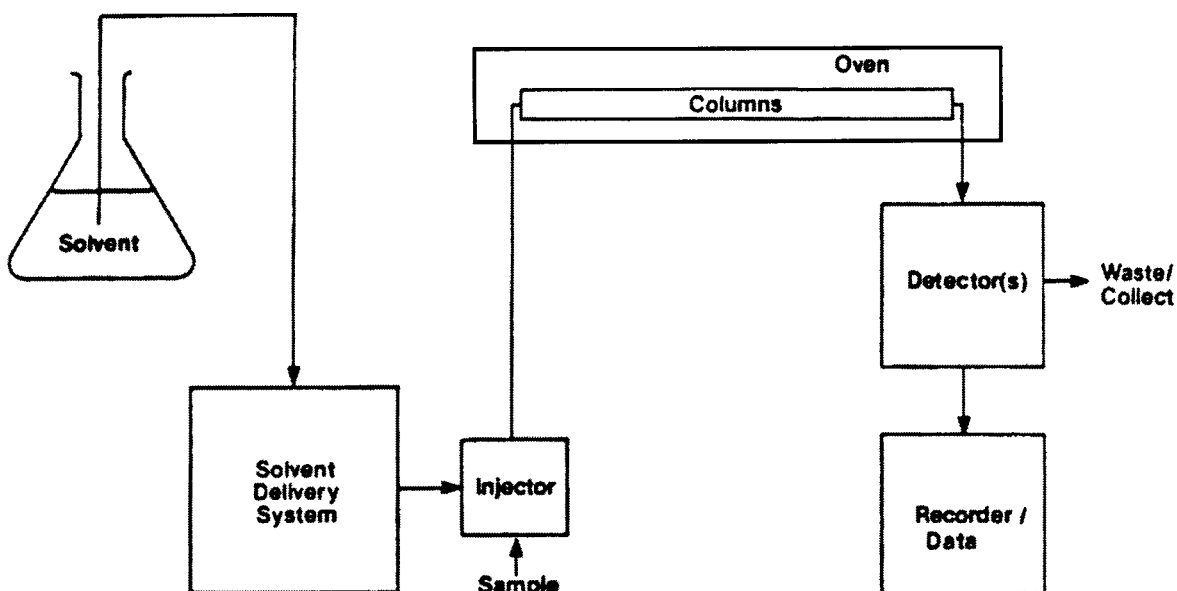 Oven
Columns
Solvent
Detector(s)
Waste/
Collect
Solvent
Delivery
System
Injector
Recorder /
Data
Sample